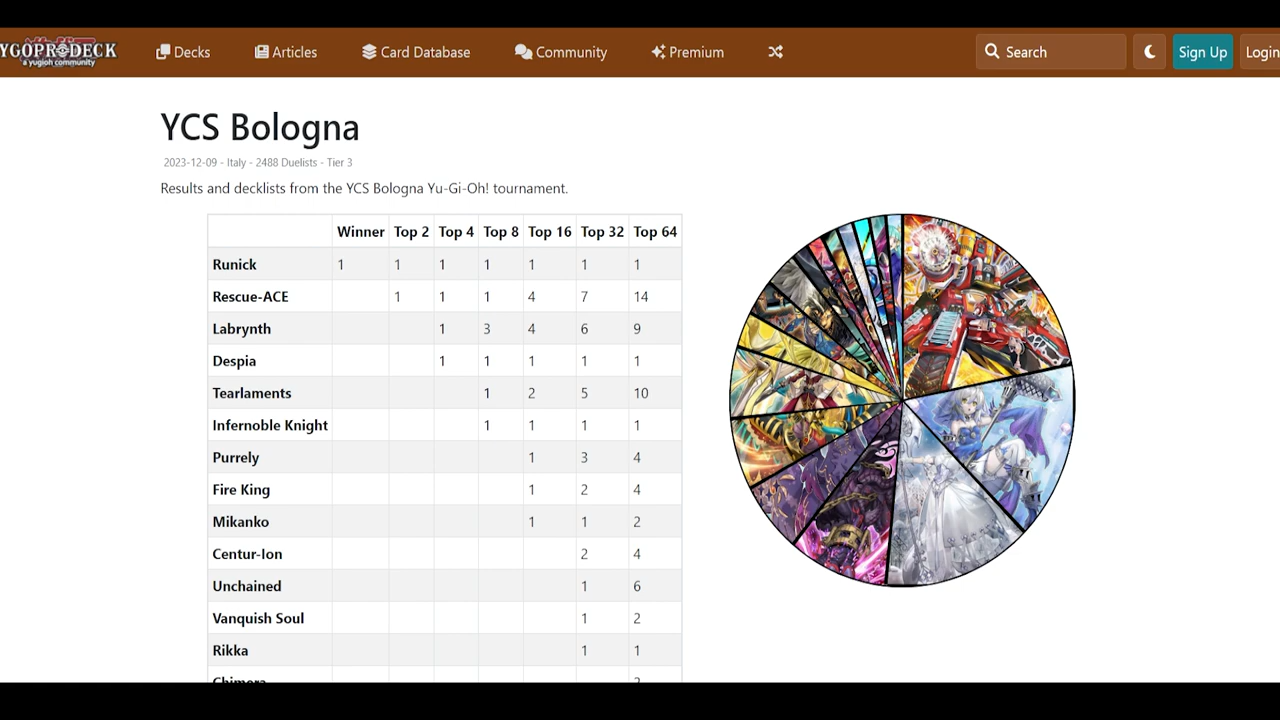 YGOPRODECK Decks Articles Card Database Community Premium Search Sign Up Login
a yugioh community
YCS Bologna
2023-12-09 - Italy - 2488 Duelists - Tier 3
Results and decklists from the YCS Bologna Yu-Gi-Oh! tournament.
Winner Top 2 Top 4 Top 8 Top 16 Top 32 Top 64
Runick 1 1 1 1 1 1 1
Rescue-ACE 1 1 1 4 7 14
Labrynth 1 3 4 6 9
Despia 1 1 1 1 1
Tearlaments 1 2 5 10
Infernoble Knight 1 1 1 1
Purrely 1 3 4
Fire King 1 2 4
Mikanko 1 1 2
Centur-Ion 2 4
Unchained 1 6
Vanquish Soul 1 2
Rikka 1 1
Chimera